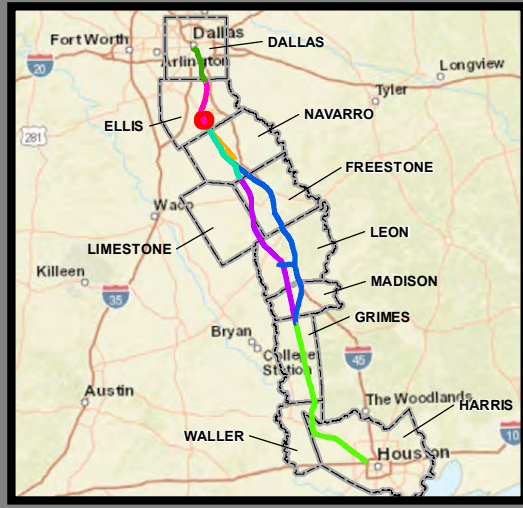 Dallas
Fort Worth
DALLAS
Arlington
Longview
20
Tyler
ELLIS
NAVARRO
281
FREESTONE
Waco
LEON
LIMESTONE
Killeen
MADISON
35
GRIMES
Bryan
College
Station
45
Austin
The Woodlands
HARRIS
WALLER
10
Houston